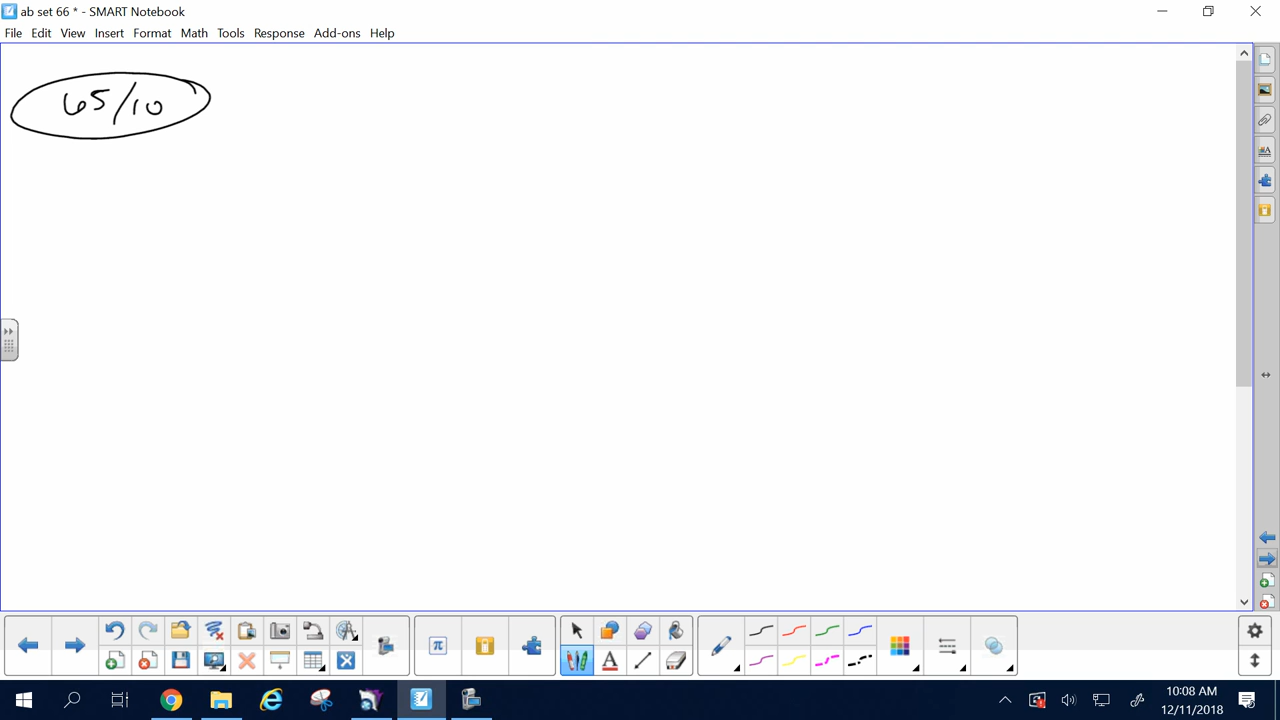 ab set 66 * - SMART Notebook
File Edit View Insert Format Math Tools Response Add-ons Help
65/10
10:08 AM
12/11/2018